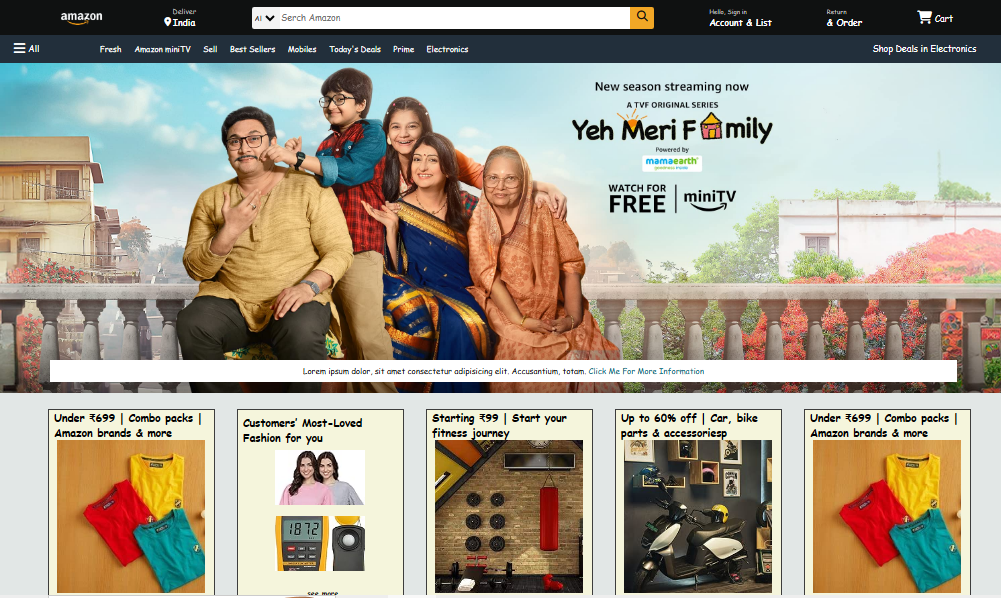 amazon
Deliver
India
Al
Serch Amazon
Hello, Sign in
Account & List
Return
& Order
Cart
All
Fresh
Amazon miniTV
Sell
Best Sellers
Mobiles
Today's Deals
Prime
Electronics
Shop Deals in Electronics
New season streaming now
A TVF ORIGINAL SERIES
Yeh Meri Family
Powered by
mamaearth
WATCH FOR
FREE
miniTV
Lorem ipsum dolor, sit amet consectetur adipisicing elit. Accusantium, totam. Click Me For More Information
Under ₹699 | Combo packs |
Amazon brands & more
Customers' Most-Loved
Fashion for you
1872
see more
Starting ₹99 | Start your
fitness journey
Up to 60% off | Car, bike
parts & accessoriesp
Under ₹699 | Combo packs |
Amazon brands & more